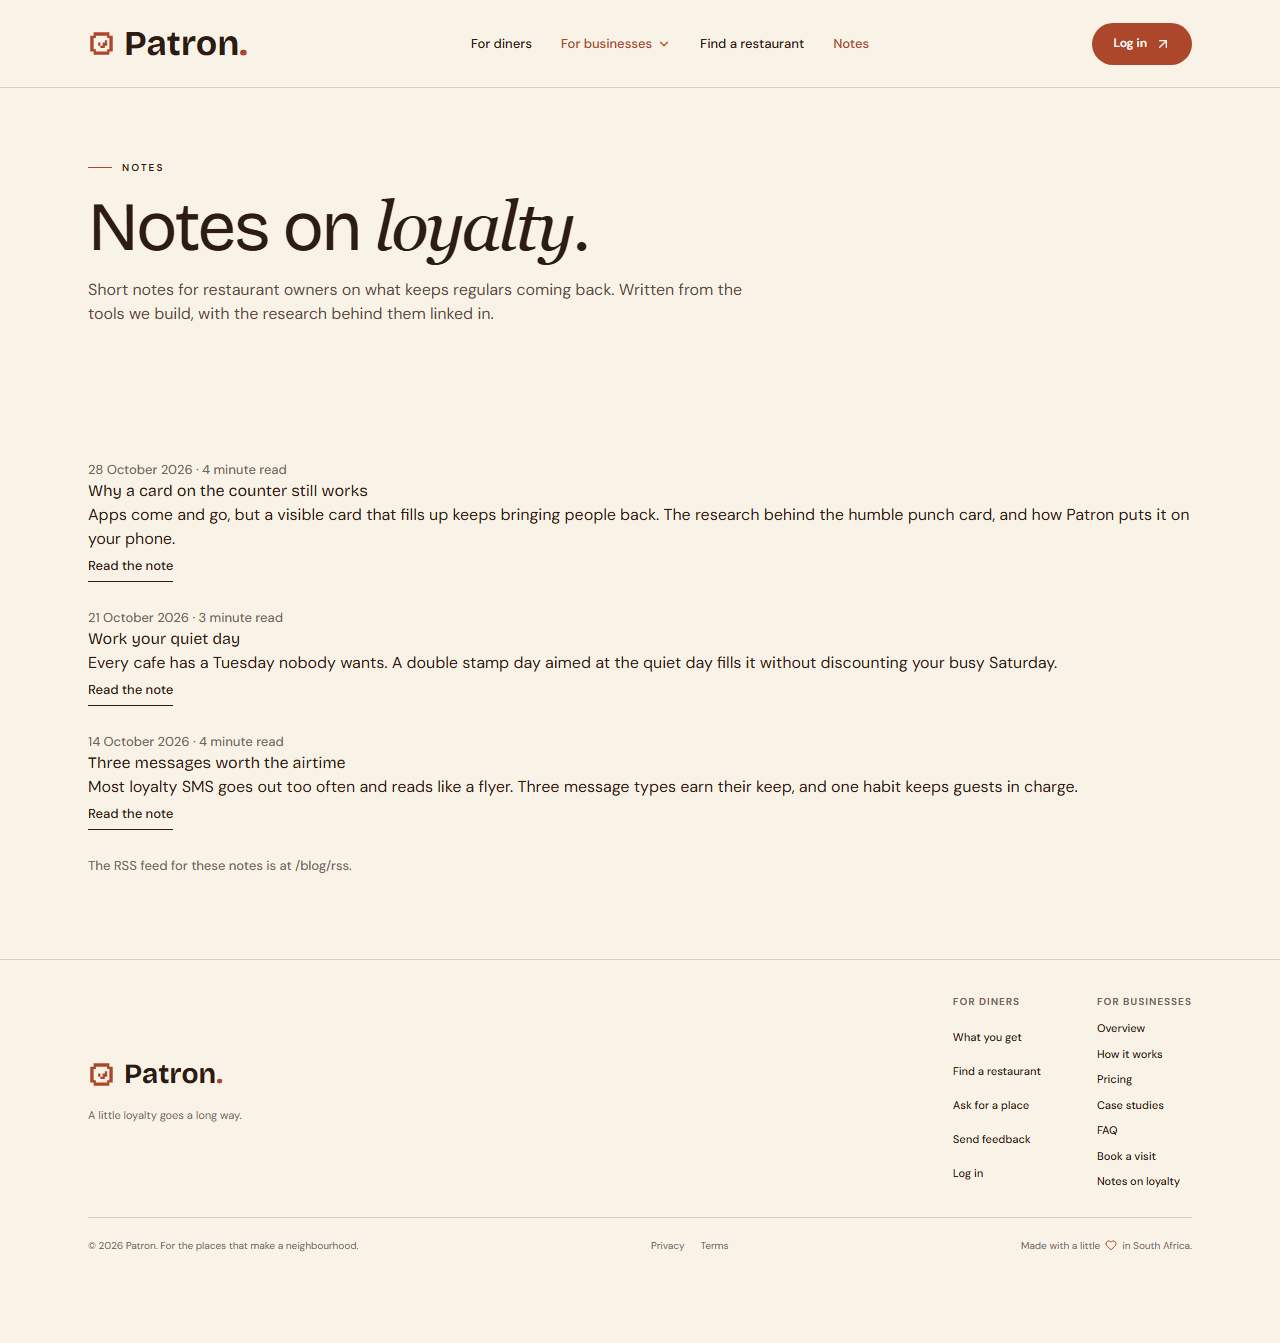 Patron.
For diners
For businesses
Find a restaurant
Notes
Log in
NOTES
Notes on loyalty.
Short notes for restaurant owners on what keeps regulars coming back. Written from the
tools we build, with the research behind them linked in.
28 October 2026 · 4 minute read
Why a card on the counter still works
Apps come and go, but a visible card that fills up keeps bringing people back. The research behind the humble punch card, and how Patron puts it on
your phone.
Read the note
21 October 2026 · 3 minute read
Work your quiet day
Every cafe has a Tuesday nobody wants. A double stamp day aimed at the quiet day fills it without discounting your busy Saturday.
Read the note
14 October 2026 · 4 minute read
Three messages worth the airtime
Most loyalty SMS goes out too often and reads like a flyer. Three message types earn their keep, and one habit keeps guests in charge.
Read the note
The RSS feed for these notes is at /blog/rss.
Patron.
A little loyalty goes a long way.
FOR DINERS
What you get
Find a restaurant
Ask for a place
Send feedback
Log in
FOR BUSINESSES
Overview
How it works
Pricing
Case studies
FAQ
Book a visit
Notes on loyalty
© 2026 Patron. For the places that make a neighbourhood.
Privacy
Terms
Made with a little ♡ in South Africa.